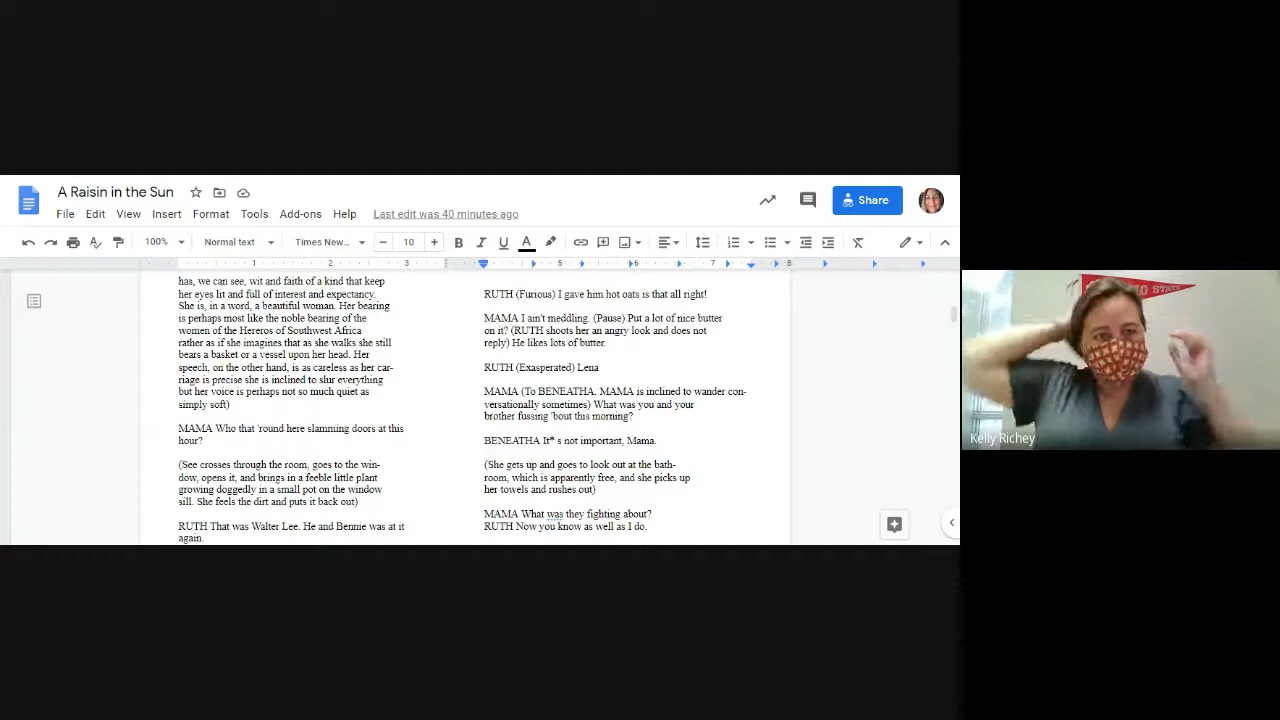 A Raisin in the Sun
File Edit View Insert Format Tools Add-ons Help Last edit was 40 minutes ago
Share
100% Normal text Times New... 10 B I U A
1 2 3 5 6 7 8
has, we can see, wit and faith of a kind that keep
her eyes lit and full of interest and expectancy.
She is, in a word, a beautiful woman. Her bearing
is perhaps most like the noble bearing of the
women of the Hereros of Southwest Africa
rather as if she imagines that as she walks she still
bears a basket or a vessel upon her head. Her
speech, on the other hand, is as careless as her car-
riage is precise she is inclined to slur everything
but her voice is perhaps not so much quiet as
simply soft)
MAMA Who that 'round here slamming doors at this
hour?
(See crosses through the room, goes to the win-
dow, opens it, and brings in a feeble little plant
growing doggedly in a small pot on the window
sill. She feels the dirt and puts it back out)
RUTH That was Walter Lee. He and Bennie was at it
again.
RUTH (Furious) I gave him hot oats is that all right!
MAMA I ain't meddling. (Pause) Put a lot of nice butter
on it? (RUTH shoots her an angry look and does not
reply) He likes lots of butter.
RUTH (Exasperated) Lena
MAMA (To BENEATHA. MAMA is inclined to wander con-
versationally sometimes) What was you and your
brother fussing 'bout this morning?
BENEATHA It* s not important, Mama.
(She gets up and goes to look out at the bath-
room, which is apparently free, and she picks up
her towels and rushes out)
MAMA What was they fighting about?
RUTH Now you know as well as I do.
STATE
Kelly Richey